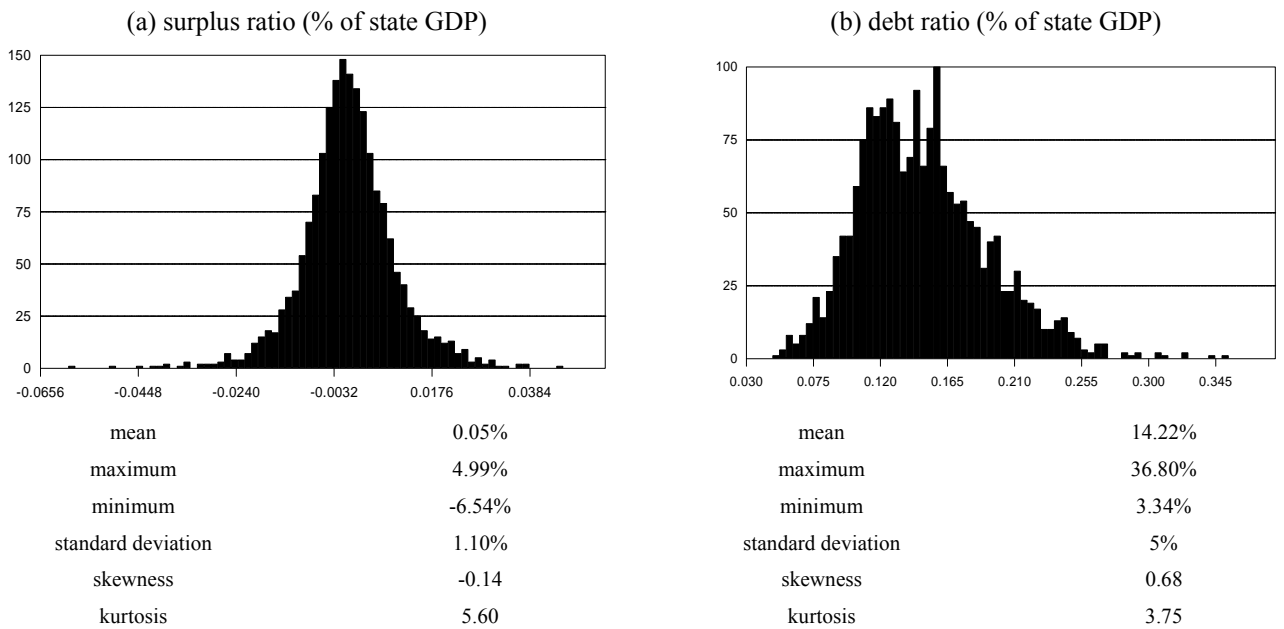 (a) surplus ratio (% of state GDP)
150
125
100
75
50
25
0
-0.0656 -0.0448 -0.0240 -0.0032 0.0176 0.0384
mean 0.05%
maximum 4.99%
minimum -6.54%
standard deviation 1.10%
skewness -0.14
kurtosis 5.60
(b) debt ratio (% of state GDP)
100
75
50
25
0
0.030 0.075 0.120 0.165 0.210 0.255 0.300 0.345
mean 14.22%
maximum 36.80%
minimum 3.34%
standard deviation 5%
skewness 0.68
kurtosis 3.75